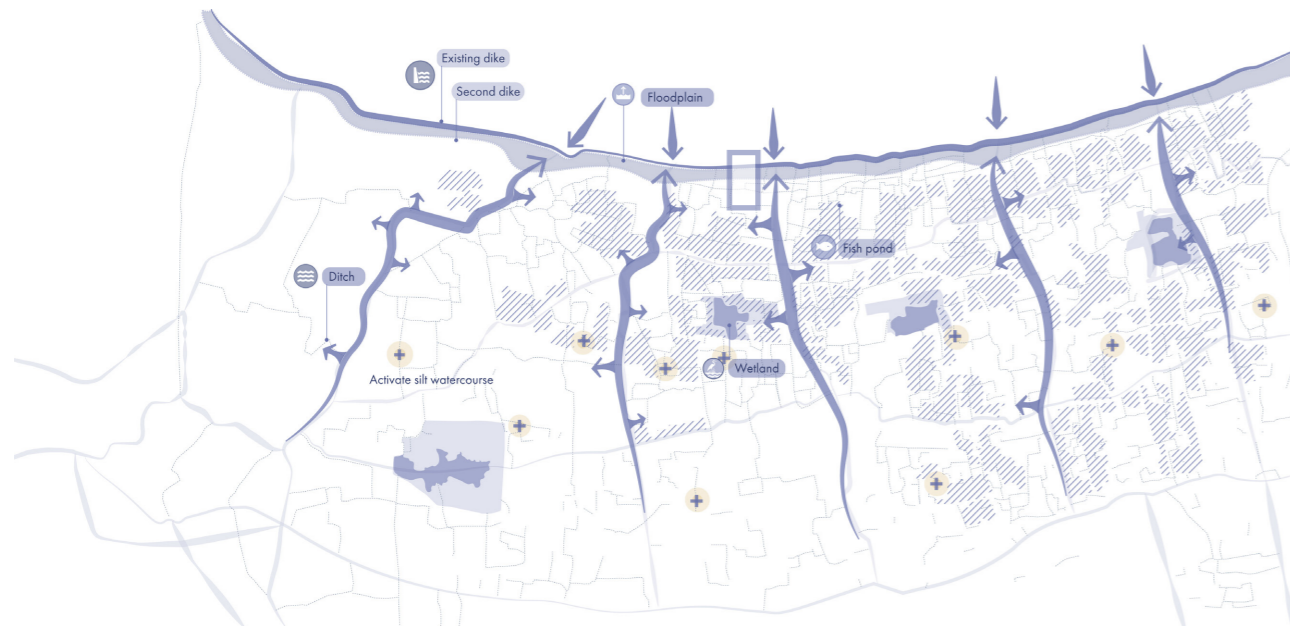 Existing dike
Second dike
Floodplain
Fish pond
Ditch
Wetland
Activate silt watercourse